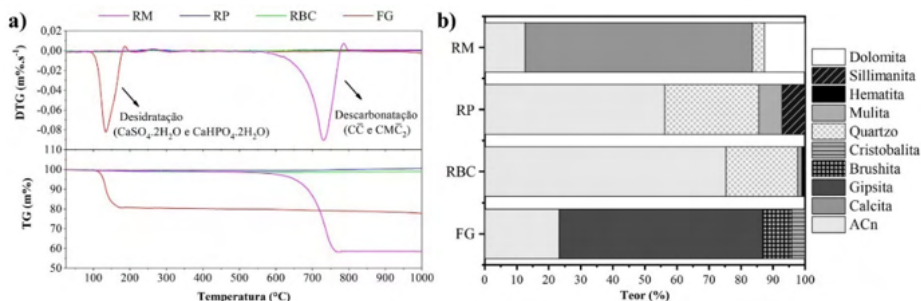 a)
RM RP RBC FG
DTG (m%.s⁻¹)
0,02
0,00
-0,02
-0,04
-0,06
-0,08
Desidratação
(CaSO₄.2H₂O e CaHPO₄.2H₂O)
Descarbonatação
(CC̅ e CMC̅₂)
TG (m%)
110
100
90
80
70
60
50
100 200 300 400 500 600 700 800 900 1000
Temperatura (°C)
b)
RM
RP
RBC
FG
0 10 20 30 40 50 60 70 80 90 100
Teor (%)
Dolomita
Sillimanita
Hematita
Mulita
Quartzo
Cristobalita
Brushita
Gipsita
Calcita
ACn